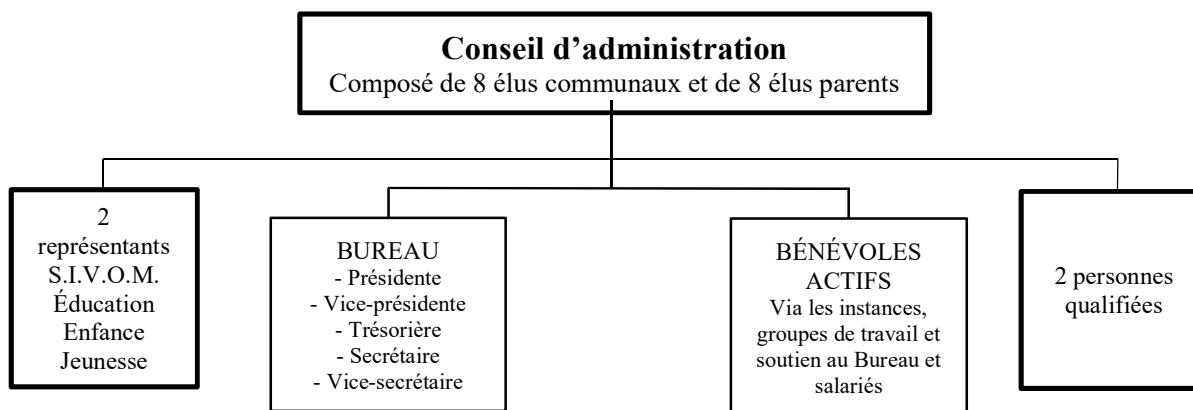 Conseil d’administration
Composé de 8 élus communaux et de 8 élus parents
2
représentants
S.I.V.O.M.
Éducation
Enfance
Jeunesse
BUREAU
- Présidente
- Vice-présidente
- Trésorière
- Secrétaire
- Vice-secrétaire
BÉNÉVOLES
ACTIFS
Via les instances,
groupes de travail et
soutien au Bureau et
salariés
2 personnes
qualifiées